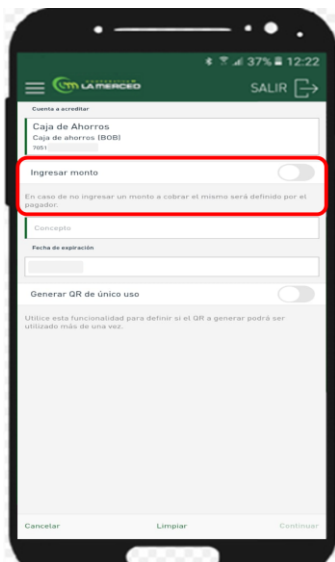 37% 12:22
COOPERATIVA
LA MERCED
SALIR
Cuenta a acreditar
Caja de Ahorros
Caja de ahorros [BOB]
7051
Ingresar monto
En caso de no ingresar un monto a cobrar el mismo será definido por el
pagador.
Concepto
Fecha de expiración
Generar QR de único uso
Utilice esta funcionalidad para definir si el QR a generar podrá ser
utilizado más de una vez.
Cancelar Limpiar Continuar